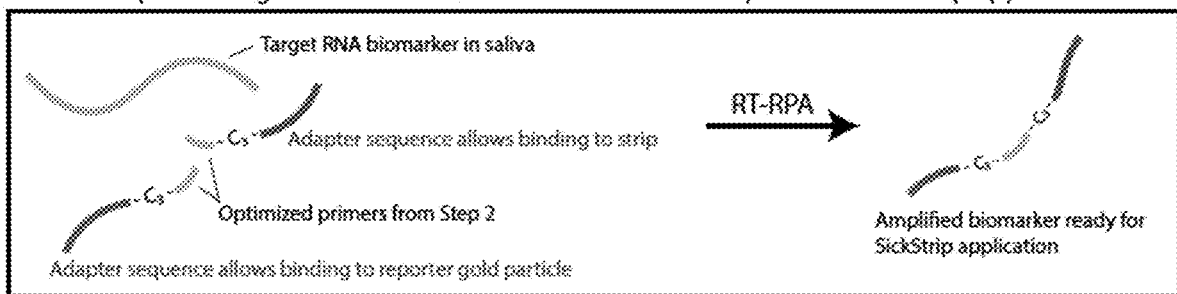 Target RNA biomarker in saliva
RT-RPA
C₃
Adapter sequence allows binding to strip
C₃
C₃
C₃
Optimized primers from Step 2
Amplified biomarker ready for
SickStrip application
Adapter sequence allows binding to reporter gold particle